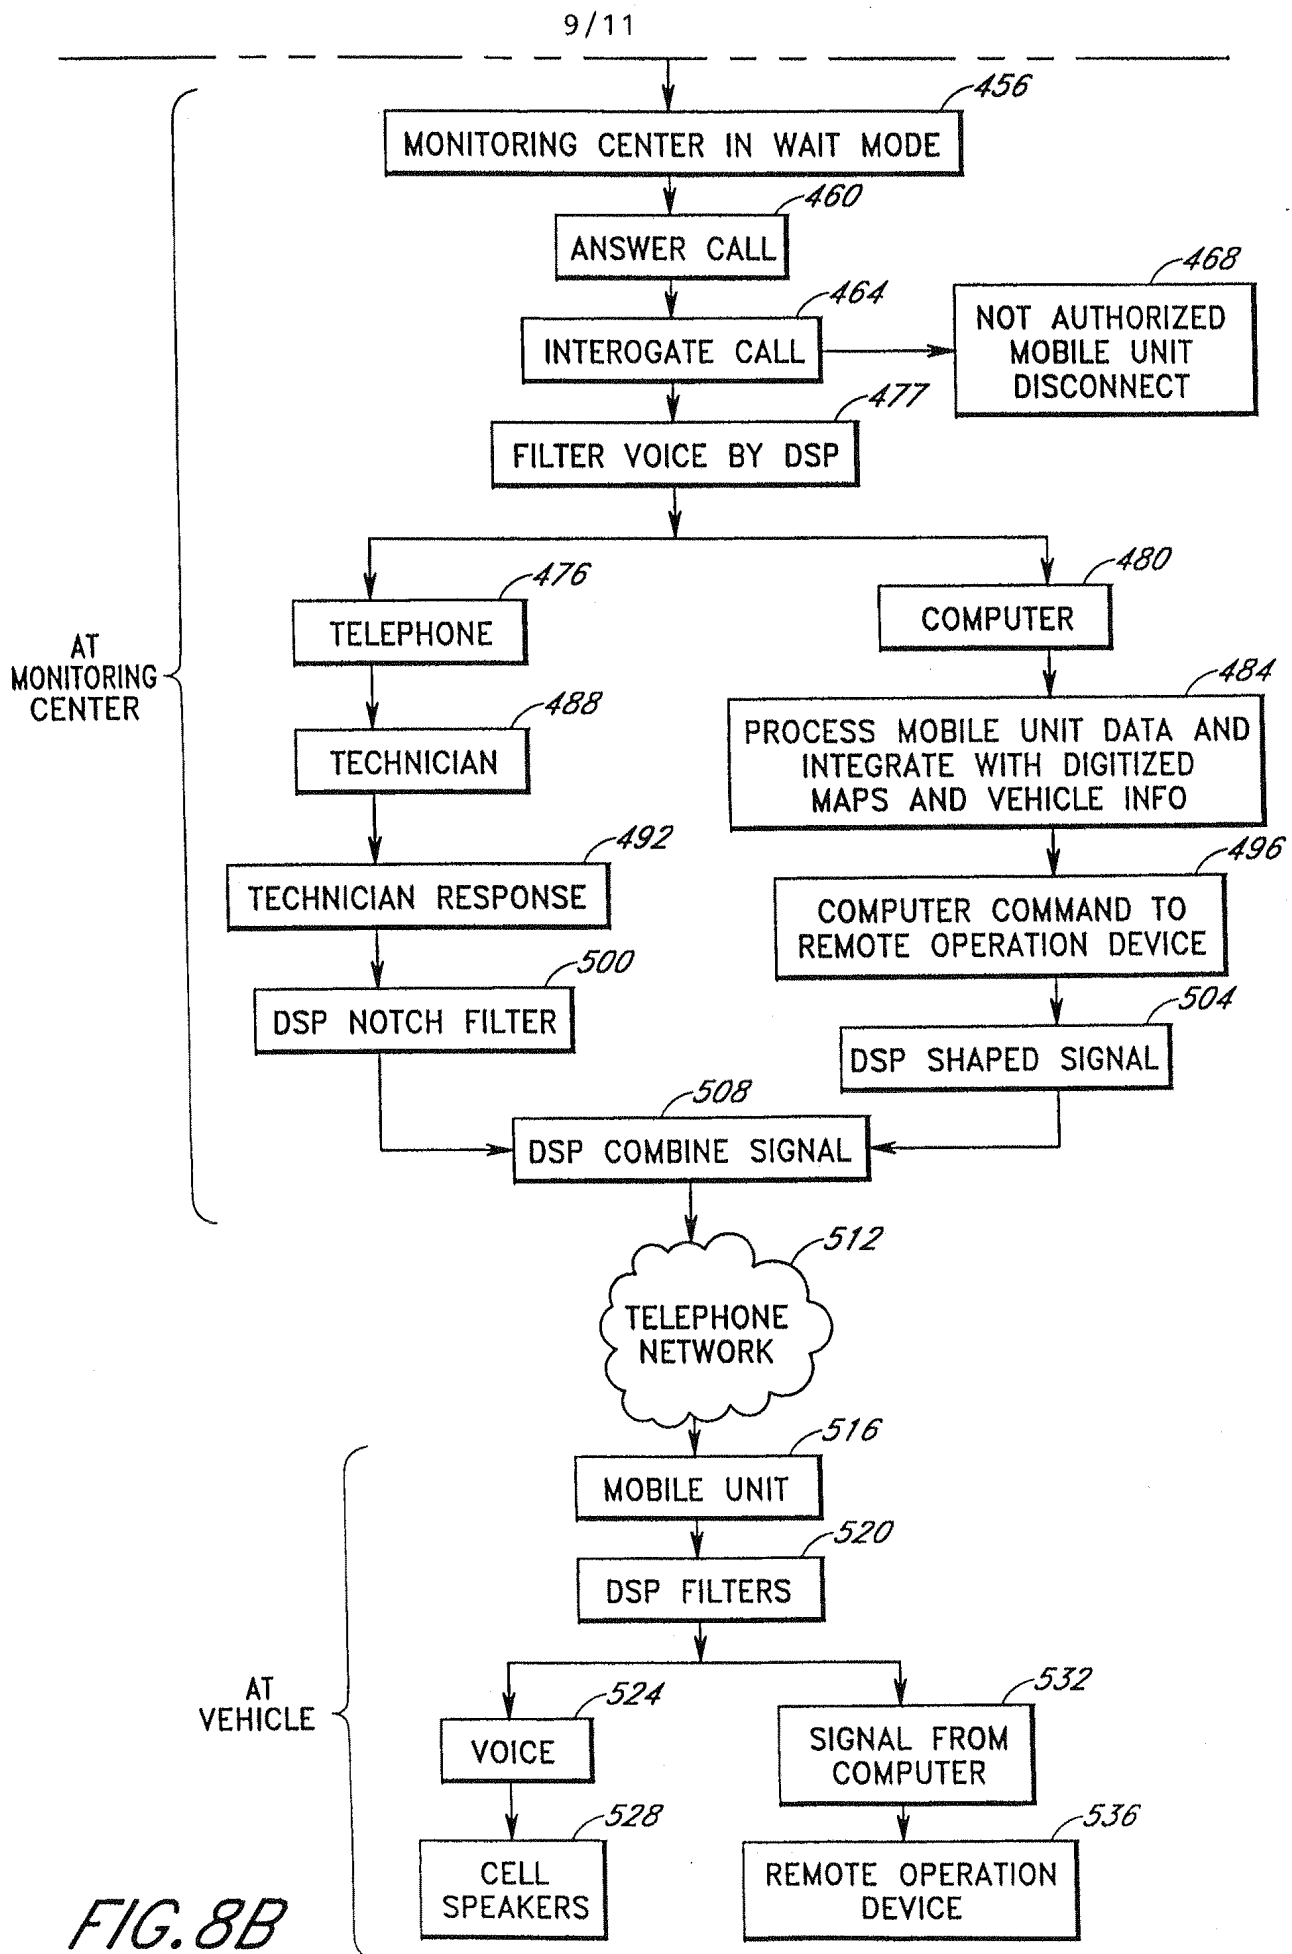 9/11
456
MONITORING CENTER IN WAIT MODE
460
ANSWER CALL
464
INTEROGATE CALL
468
NOT AUTHORIZED
MOBILE UNIT
DISCONNECT
477
FILTER VOICE BY DSP
476
TELEPHONE
480
COMPUTER
AT
MONITORING
CENTER
488
TECHNICIAN
484
PROCESS MOBILE UNIT DATA AND
INTEGRATE WITH DIGITIZED
MAPS AND VEHICLE INFO
492
TECHNICIAN RESPONSE
496
COMPUTER COMMAND TO
REMOTE OPERATION DEVICE
500
DSP NOTCH FILTER
504
DSP SHAPED SIGNAL
508
DSP COMBINE SIGNAL
512
TELEPHONE
NETWORK
516
MOBILE UNIT
520
DSP FILTERS
AT
VEHICLE
524
VOICE
532
SIGNAL FROM
COMPUTER
528
CELL
SPEAKERS
536
REMOTE OPERATION
DEVICE
FIG. 8B